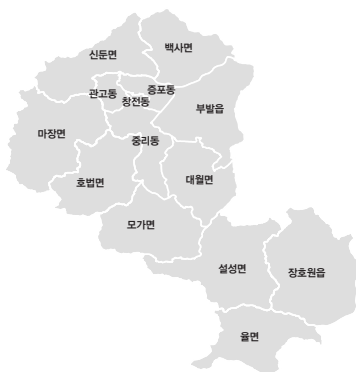 백사면
신둔면
관고동
증포동
창전동
부발읍
마장면
중리동
호법면
대월면
모가면
설성면
장호원읍
율면